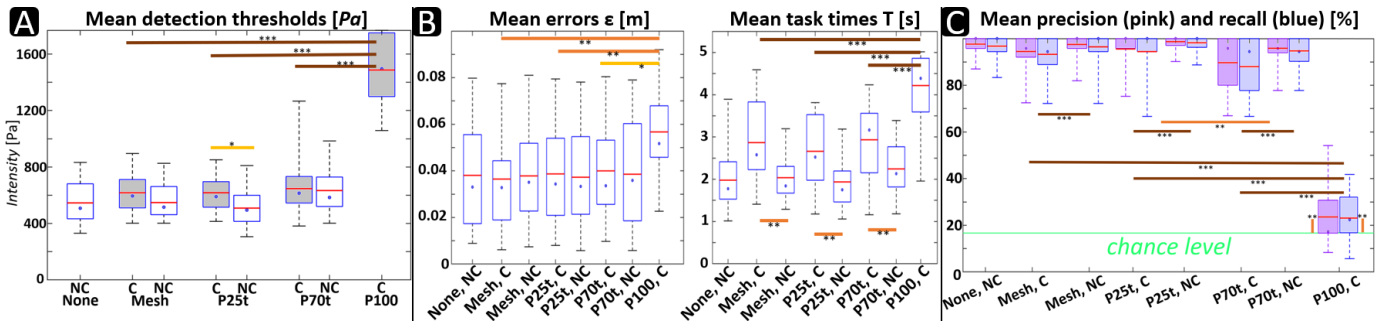 A Mean detection thresholds [Pa]
Intensity [Pa]
1600
1200
800
400
0
***
***
***
*
NC C NC C NC C NC C
None Mesh P25t P70t P100
B Mean errors ε [m]
0.1
0.08
0.06
0.04
0.02
0
**
**
*
None, NC
Mesh, C
Mesh, NC
P25t, C
P25t, NC
P70t, C
P70t, NC
P100, C
Mean task times T [s]
5
4
3
2
1
0
***
***
***
***
**
**
**
None, NC
Mesh, C
Mesh, NC
P25t, C
P25t, NC
P70t, C
P70t, NC
P100, C
C Mean precision (pink) and recall (blue) [%]
100
80
60
40
20
0
***
**
***
***
***
***
***
**
**
chance level
None, NC
Mesh, C
Mesh, NC
P25t, C
P25t, NC
P70t, C
P70t, NC
P100, C